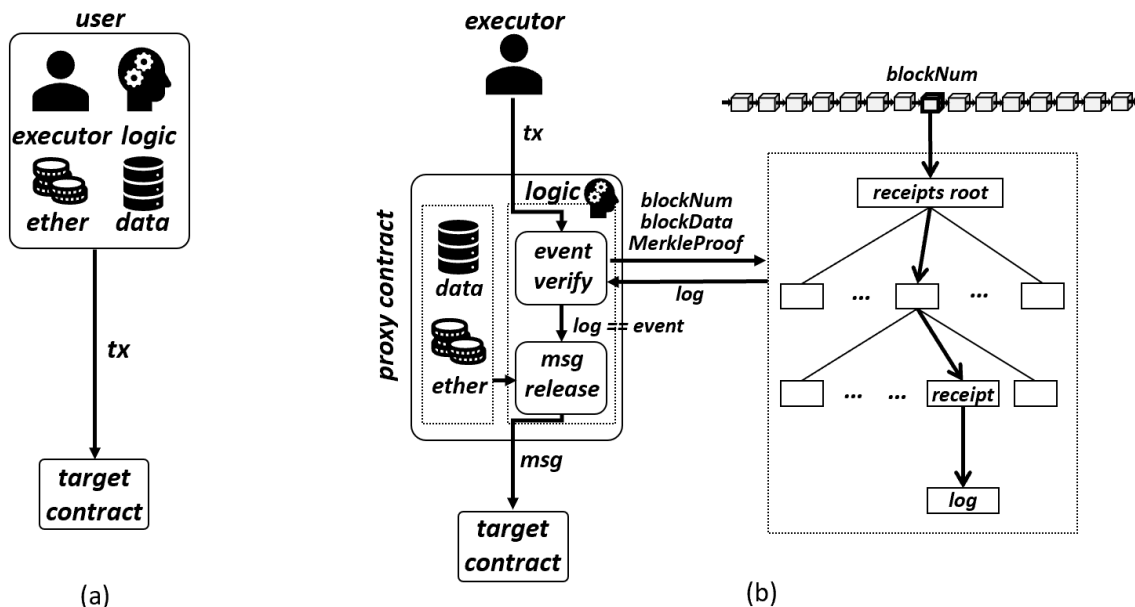 user
executor logic
ether data
tx
target
contract
(a)
executor
tx
proxy contract
logic
data
ether
event
verify
log == event
msg
release
msg
target
contract
blockNum
blockData
MerkleProof
log
blockNum
receipts root
... ...
... ... receipt
log
(b)